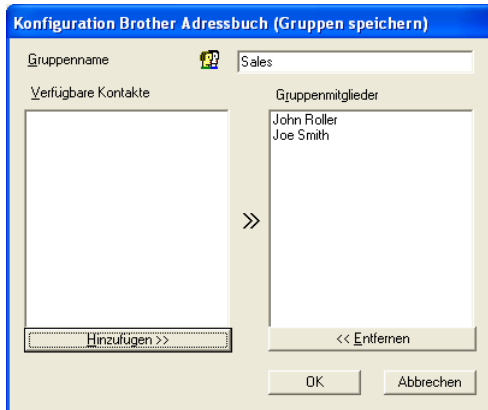 Konfiguration Brother Adressbuch (Gruppen speichern)
Gruppenname
Sales
Verfügbare Kontakte
Gruppenmitglieder
John Roller
Joe Smith
Hinzufügen >>
<< Entfernen
OK
Abbrechen